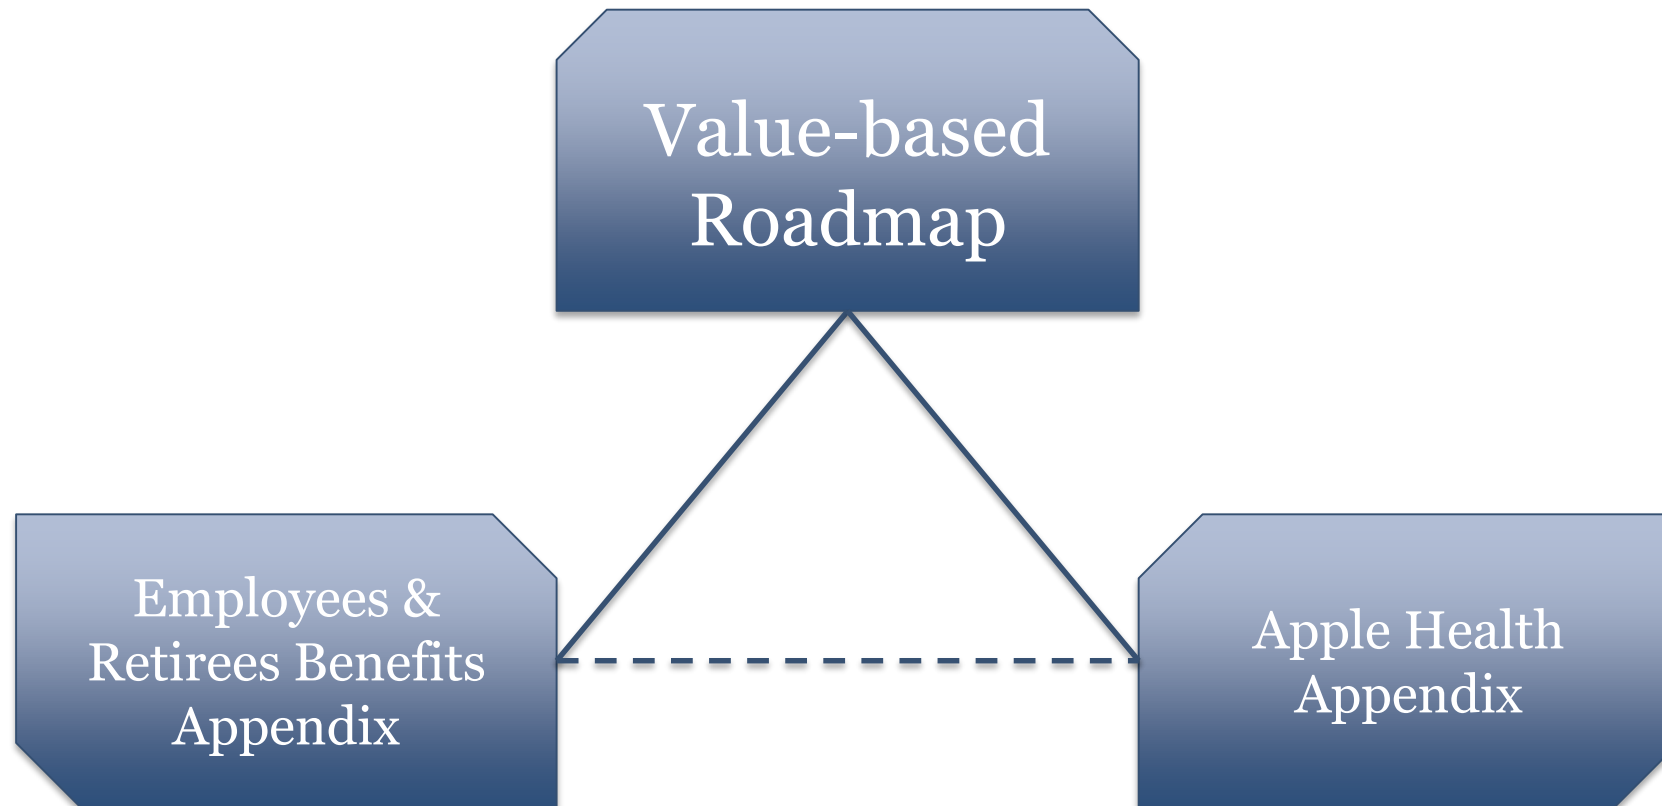 Value-based
Roadmap
Employees &
Retirees Benefits
Appendix
Apple Health
Appendix